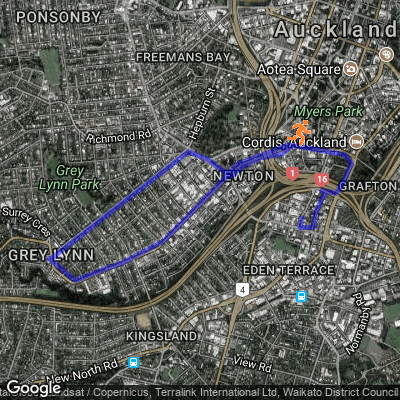 PONSONBY
Auckland
FREEMANS BAY
Aotea Square
Hepburn St
Myers Park
Richmond Rd
Cordis, Auckland
Grey
Lynn Park
NEWTON
1
16
GRAFTON
Surrey Cres
GREY LYNN
EDEN TERRACE
4
Normanby Rd
KINGSLAND
New North Rd
View Rd
Google
dsat / Copernicus, Terralink International Ltd, Waikato District Council